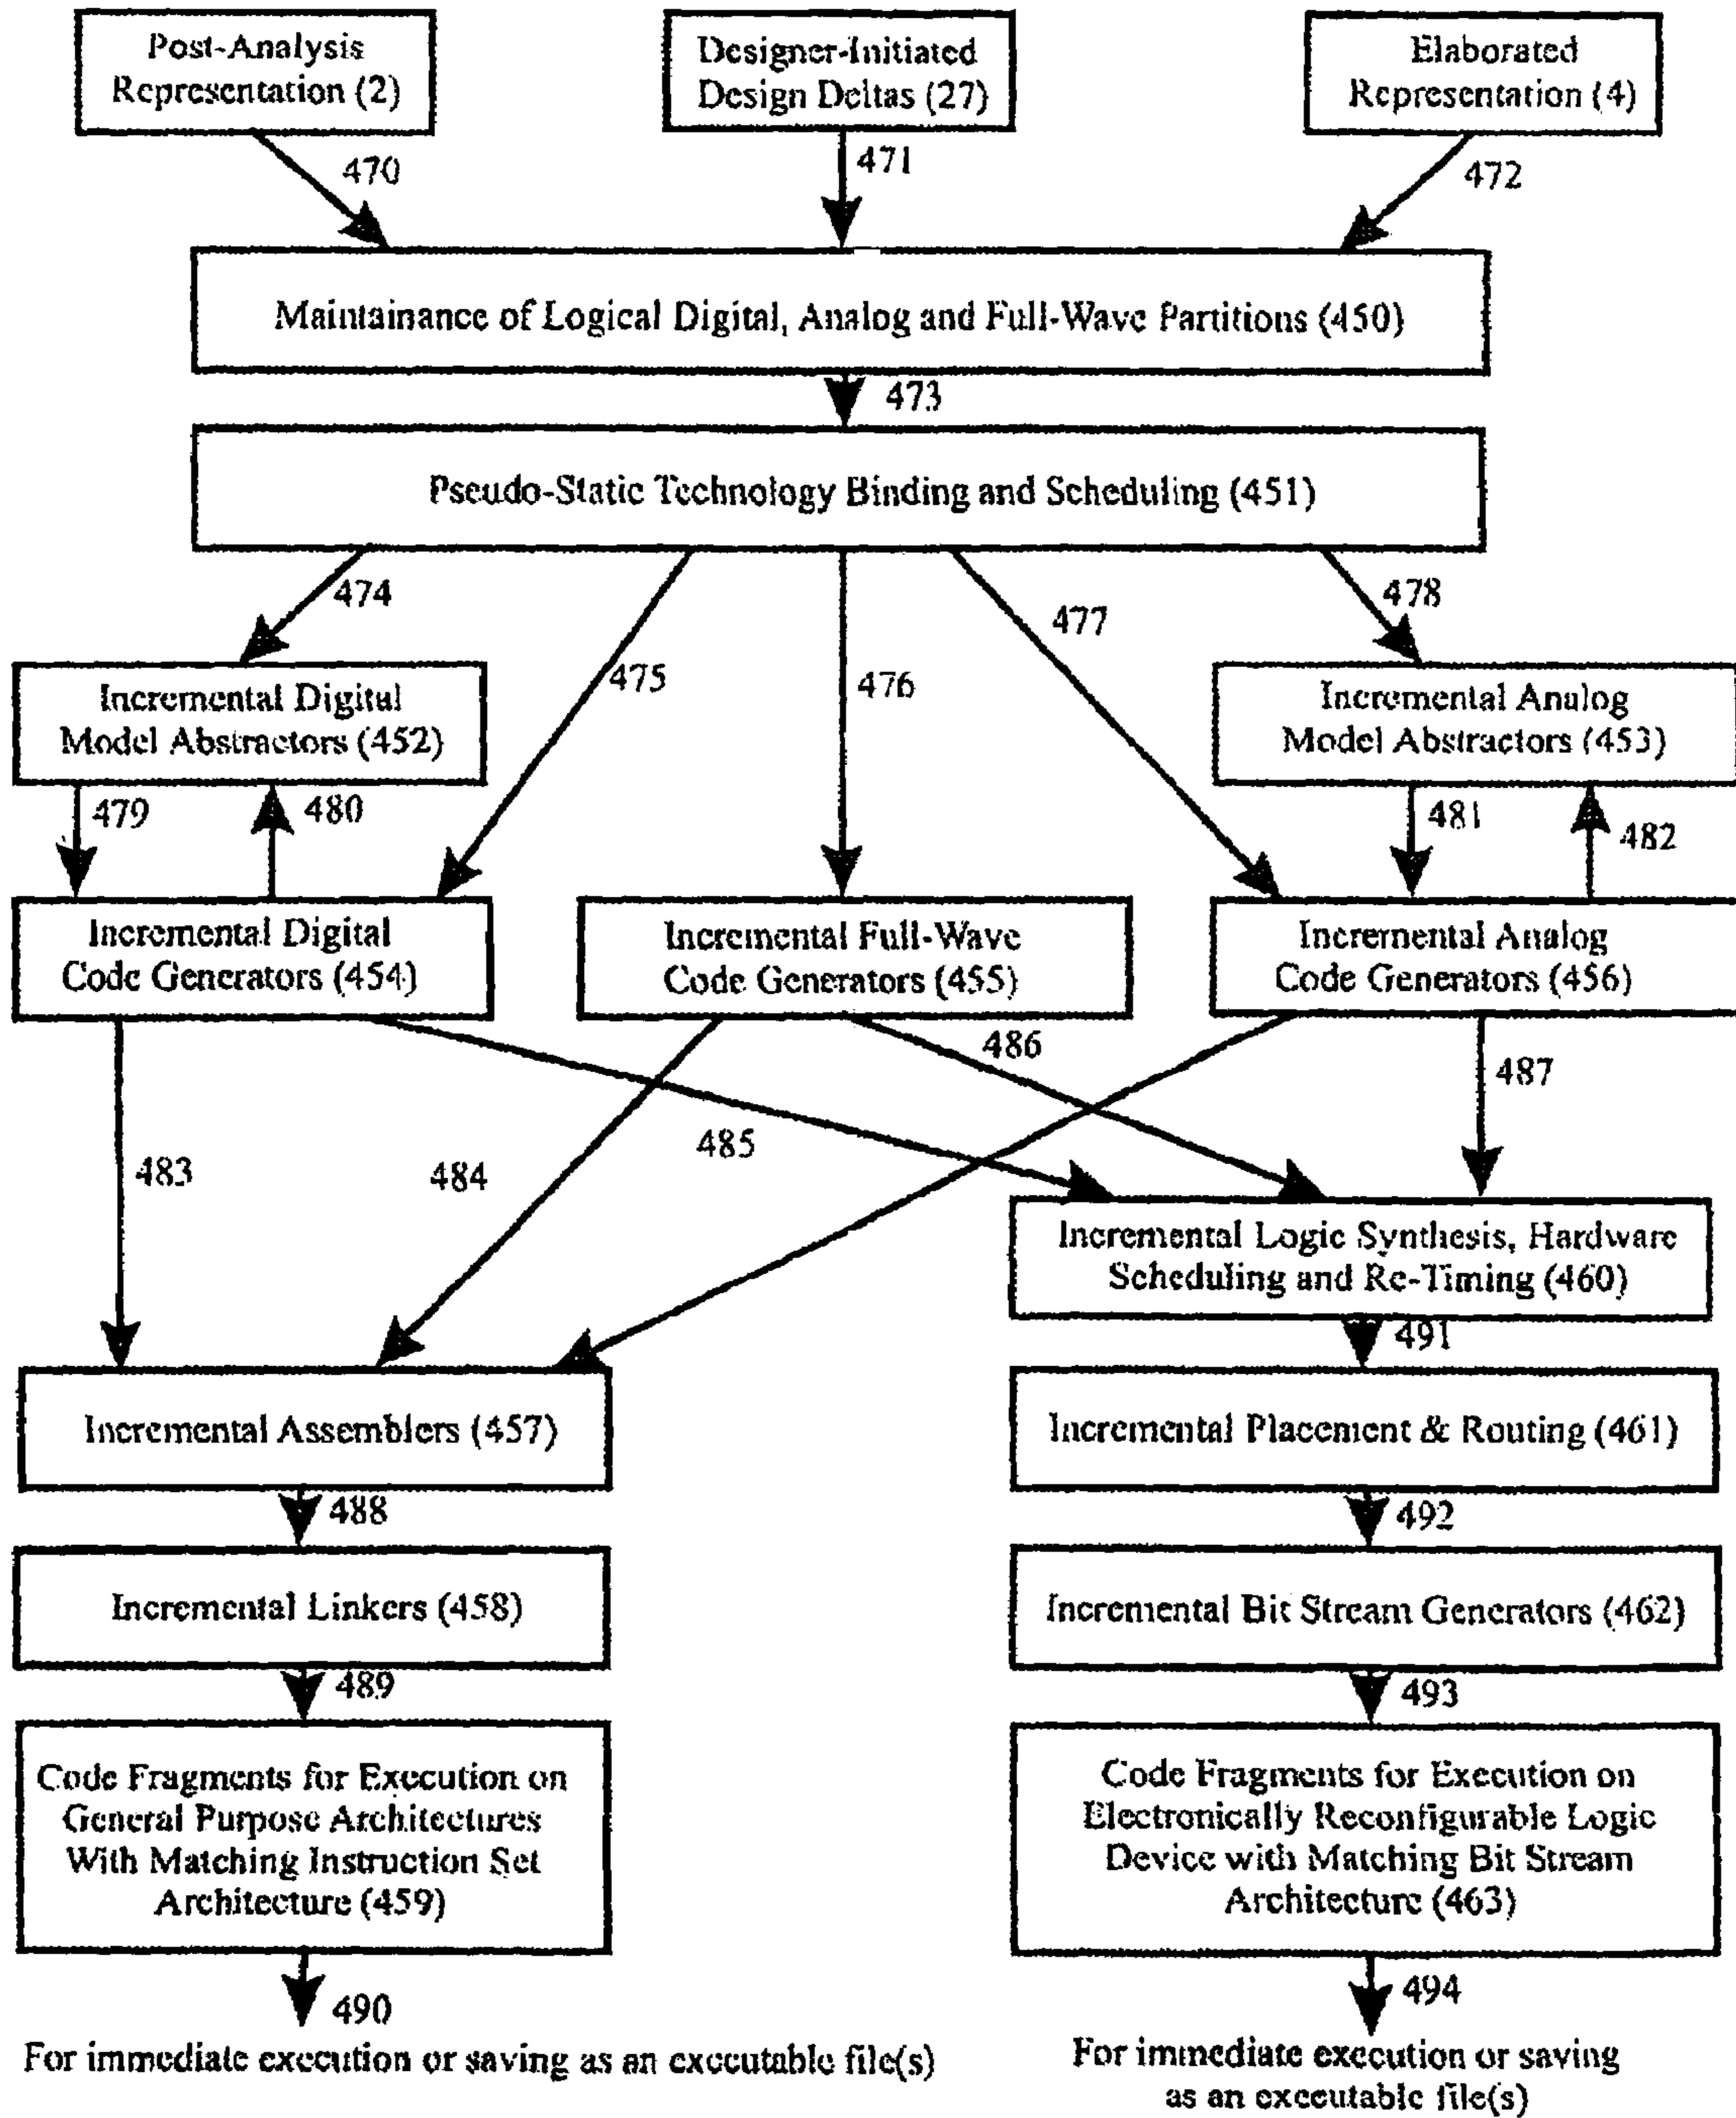 Post-Analysis
Representation (2)
Designer-Initiated
Design Deltas (27)
Elaborated
Representation (4)
470
471
472
Maintainance of Logical Digital, Analog and Full-Wave Partitions (450)
473
Pseudo-Static Technology Binding and Scheduling (451)
474
475
476
477
478
Incremental Digital
Model Abstractors (452)
Incremental Analog
Model Abstractors (453)
479
480
481
482
Incremental Digital
Code Generators (454)
Incremental Full-Wave
Code Generators (455)
Incremental Analog
Code Generators (456)
483
484
485
486
487
Incremental Logic Synthesis, Hardware
Scheduling and Re-Timing (460)
491
Incremental Assemblers (457)
Incremental Placement & Routing (461)
488
492
Incremental Linkers (458)
Incremental Bit Stream Generators (462)
489
493
Code Fragments for Execution on
General Purpose Architectures
With Matching Instruction Set
Architecture (459)
Code Fragments for Execution on
Electronically Reconfigurable Logic
Device with Matching Bit Stream
Architecture (463)
490
494
For immediate execution or saving as an executable file(s)
For immediate execution or saving
as an executable file(s)